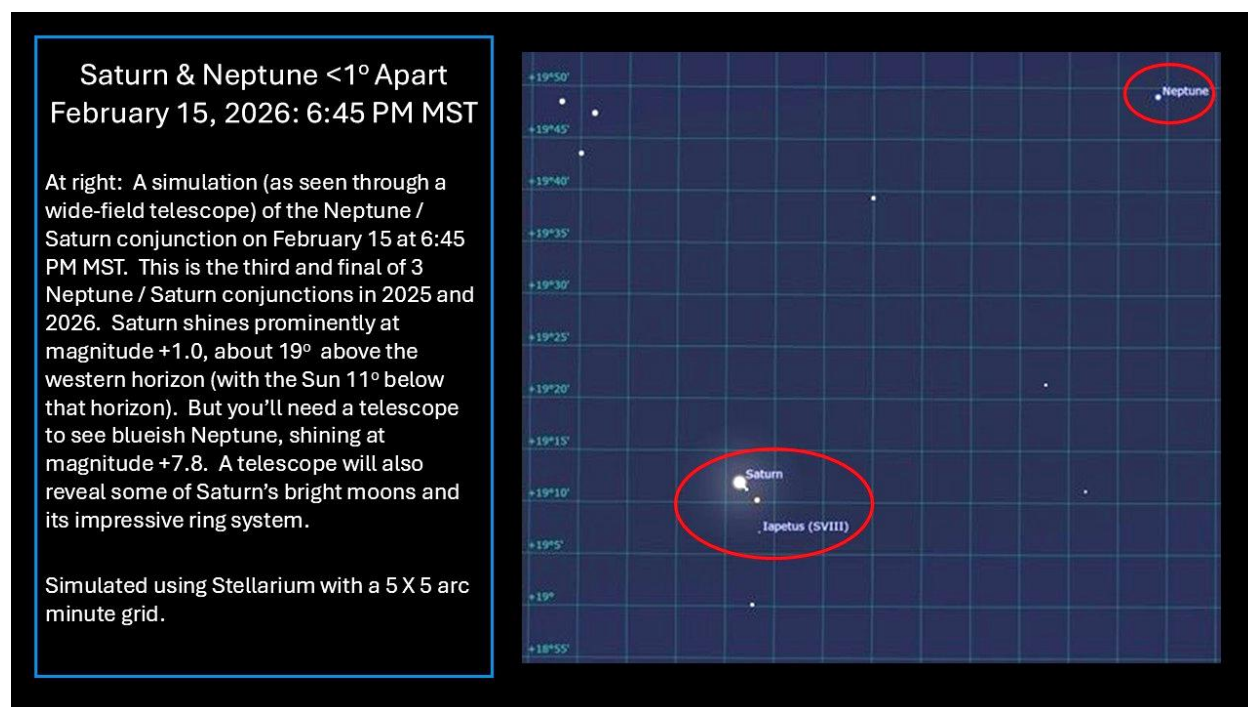 Saturn & Neptune <1° Apart
February 15, 2026: 6:45 PM MST
At right:  A simulation (as seen through a
wide-field telescope) of the Neptune /
Saturn conjunction on February 15 at 6:45
PM MST.  This is the third and final of 3
Neptune / Saturn conjunctions in 2025 and
2026.  Saturn shines prominently at
magnitude +1.0, about 19° above the
western horizon (with the Sun 11° below
that horizon).  But you’ll need a telescope
to see blueish Neptune, shining at
magnitude +7.8.  A telescope will also
reveal some of Saturn’s bright moons and
its impressive ring system.
Simulated using Stellarium with a 5 X 5 arc
minute grid.
+19°50'
Neptune
+19°45'
+19°40'
+19°35'
+19°30'
+19°25'
+19°20'
+19°15'
Saturn
+19°10'
Iapetus (SVIII)
+19°5'
+19°
+18°55'